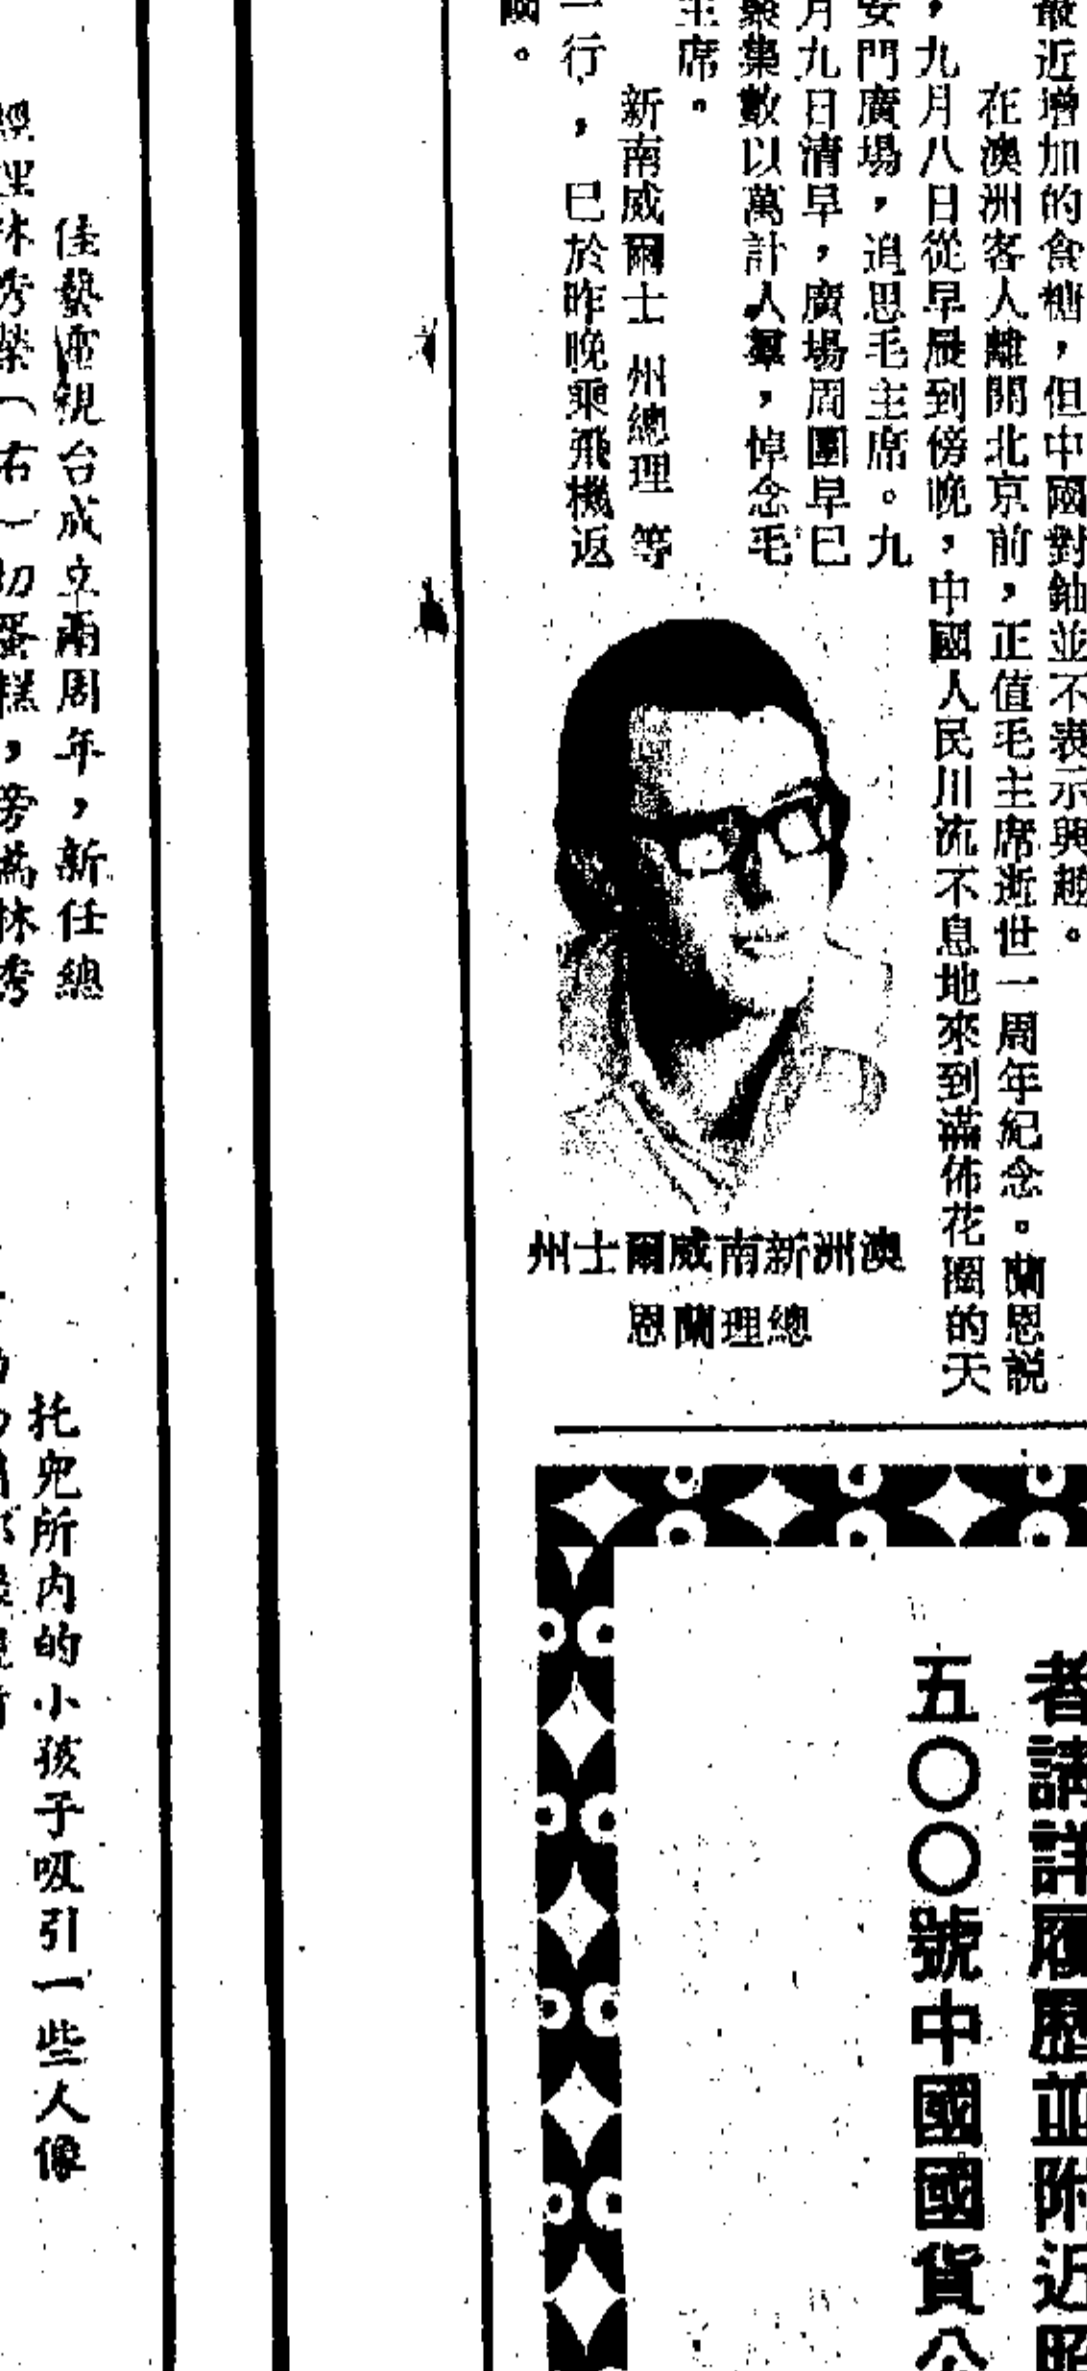 最近增加的食糖，但中國對鈾並不表示興趣。
在澳洲客人離開北京前，正值毛主席逝世一周年紀念。蘭恩説
，九月八日從早晨到傍晚，中國人民川流不息地來到滿佈花圈的天
安門廣場，追思毛主席。九
月九日清早，廣場周圍早已
聚集數以萬計人羣，悼念毛
主席。
新南威爾士州總理等
一行，已於昨晚乘飛機返
國。
州士爾威南新洲澳
恩蘭理總
者請詳履歷並附近照
五〇〇號中國國貨公
佳藝電視台成立兩周年，新任總
經理林秀榮（右一）切蛋糕，旁爲林秀
托兒所内的小孩子吸引一些人像